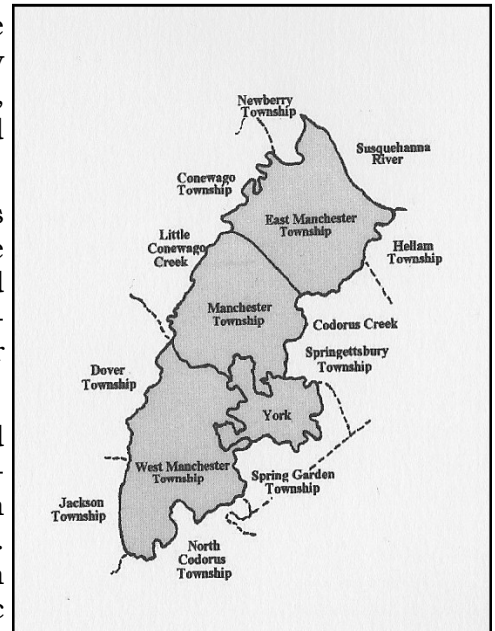 Newberry
Township
Susquehanna
River
Conewago
Township
East Manchester
Township
Little
Conewago
Creek
Hellam
Township
Manchester
Township
Codorus Creek
Springettsbury
Township
Dover
Township
York
West Manchester
Township
Spring Garden
Township
Jackson
Township
North
Codorus
Township